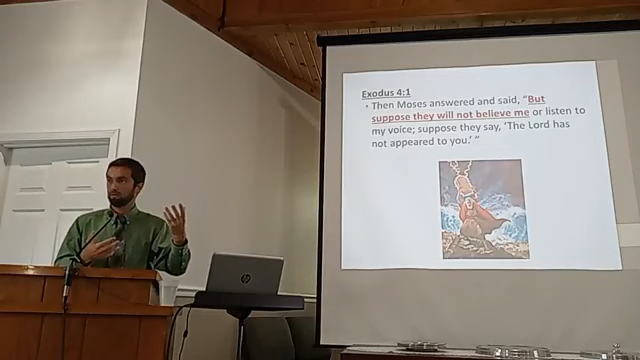 Exodus 4:1
• Then Moses answered and said, “But
suppose they will not believe me or listen to
my voice; suppose they say, ‘The Lord has
not appeared to you.’ ”
hp